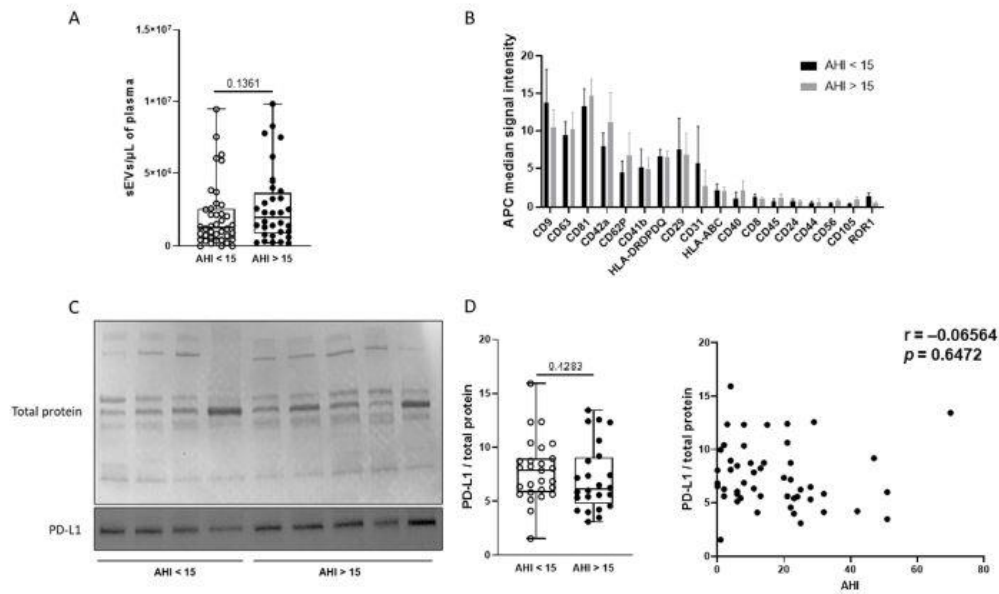 A
sEVs/µL of plasma
1.5×10⁷
1×10⁷
5×10⁶
0
0.1361
AHI < 15
AHI > 15
B
APC median signal intensity
20
15
10
5
0
AHI < 15
AHI > 15
CD9
CD63
CD81
CD42a
CD62P
CD41b
HLA-DRDPDQ
CD29
CD31
HLA-ABC
CD40
CD8
CD45
CD24
CD44
CD56
CD105
ROR1
C
Total protein
PD-L1
AHI < 15
AHI > 15
D
PD-L1 / total protein
20
15
10
5
0
0.4283
AHI < 15
AHI > 15
r = –0.06564
p = 0.6472
PD-L1 / total protein
20
15
10
5
0
0
20
40
60
80
AHI